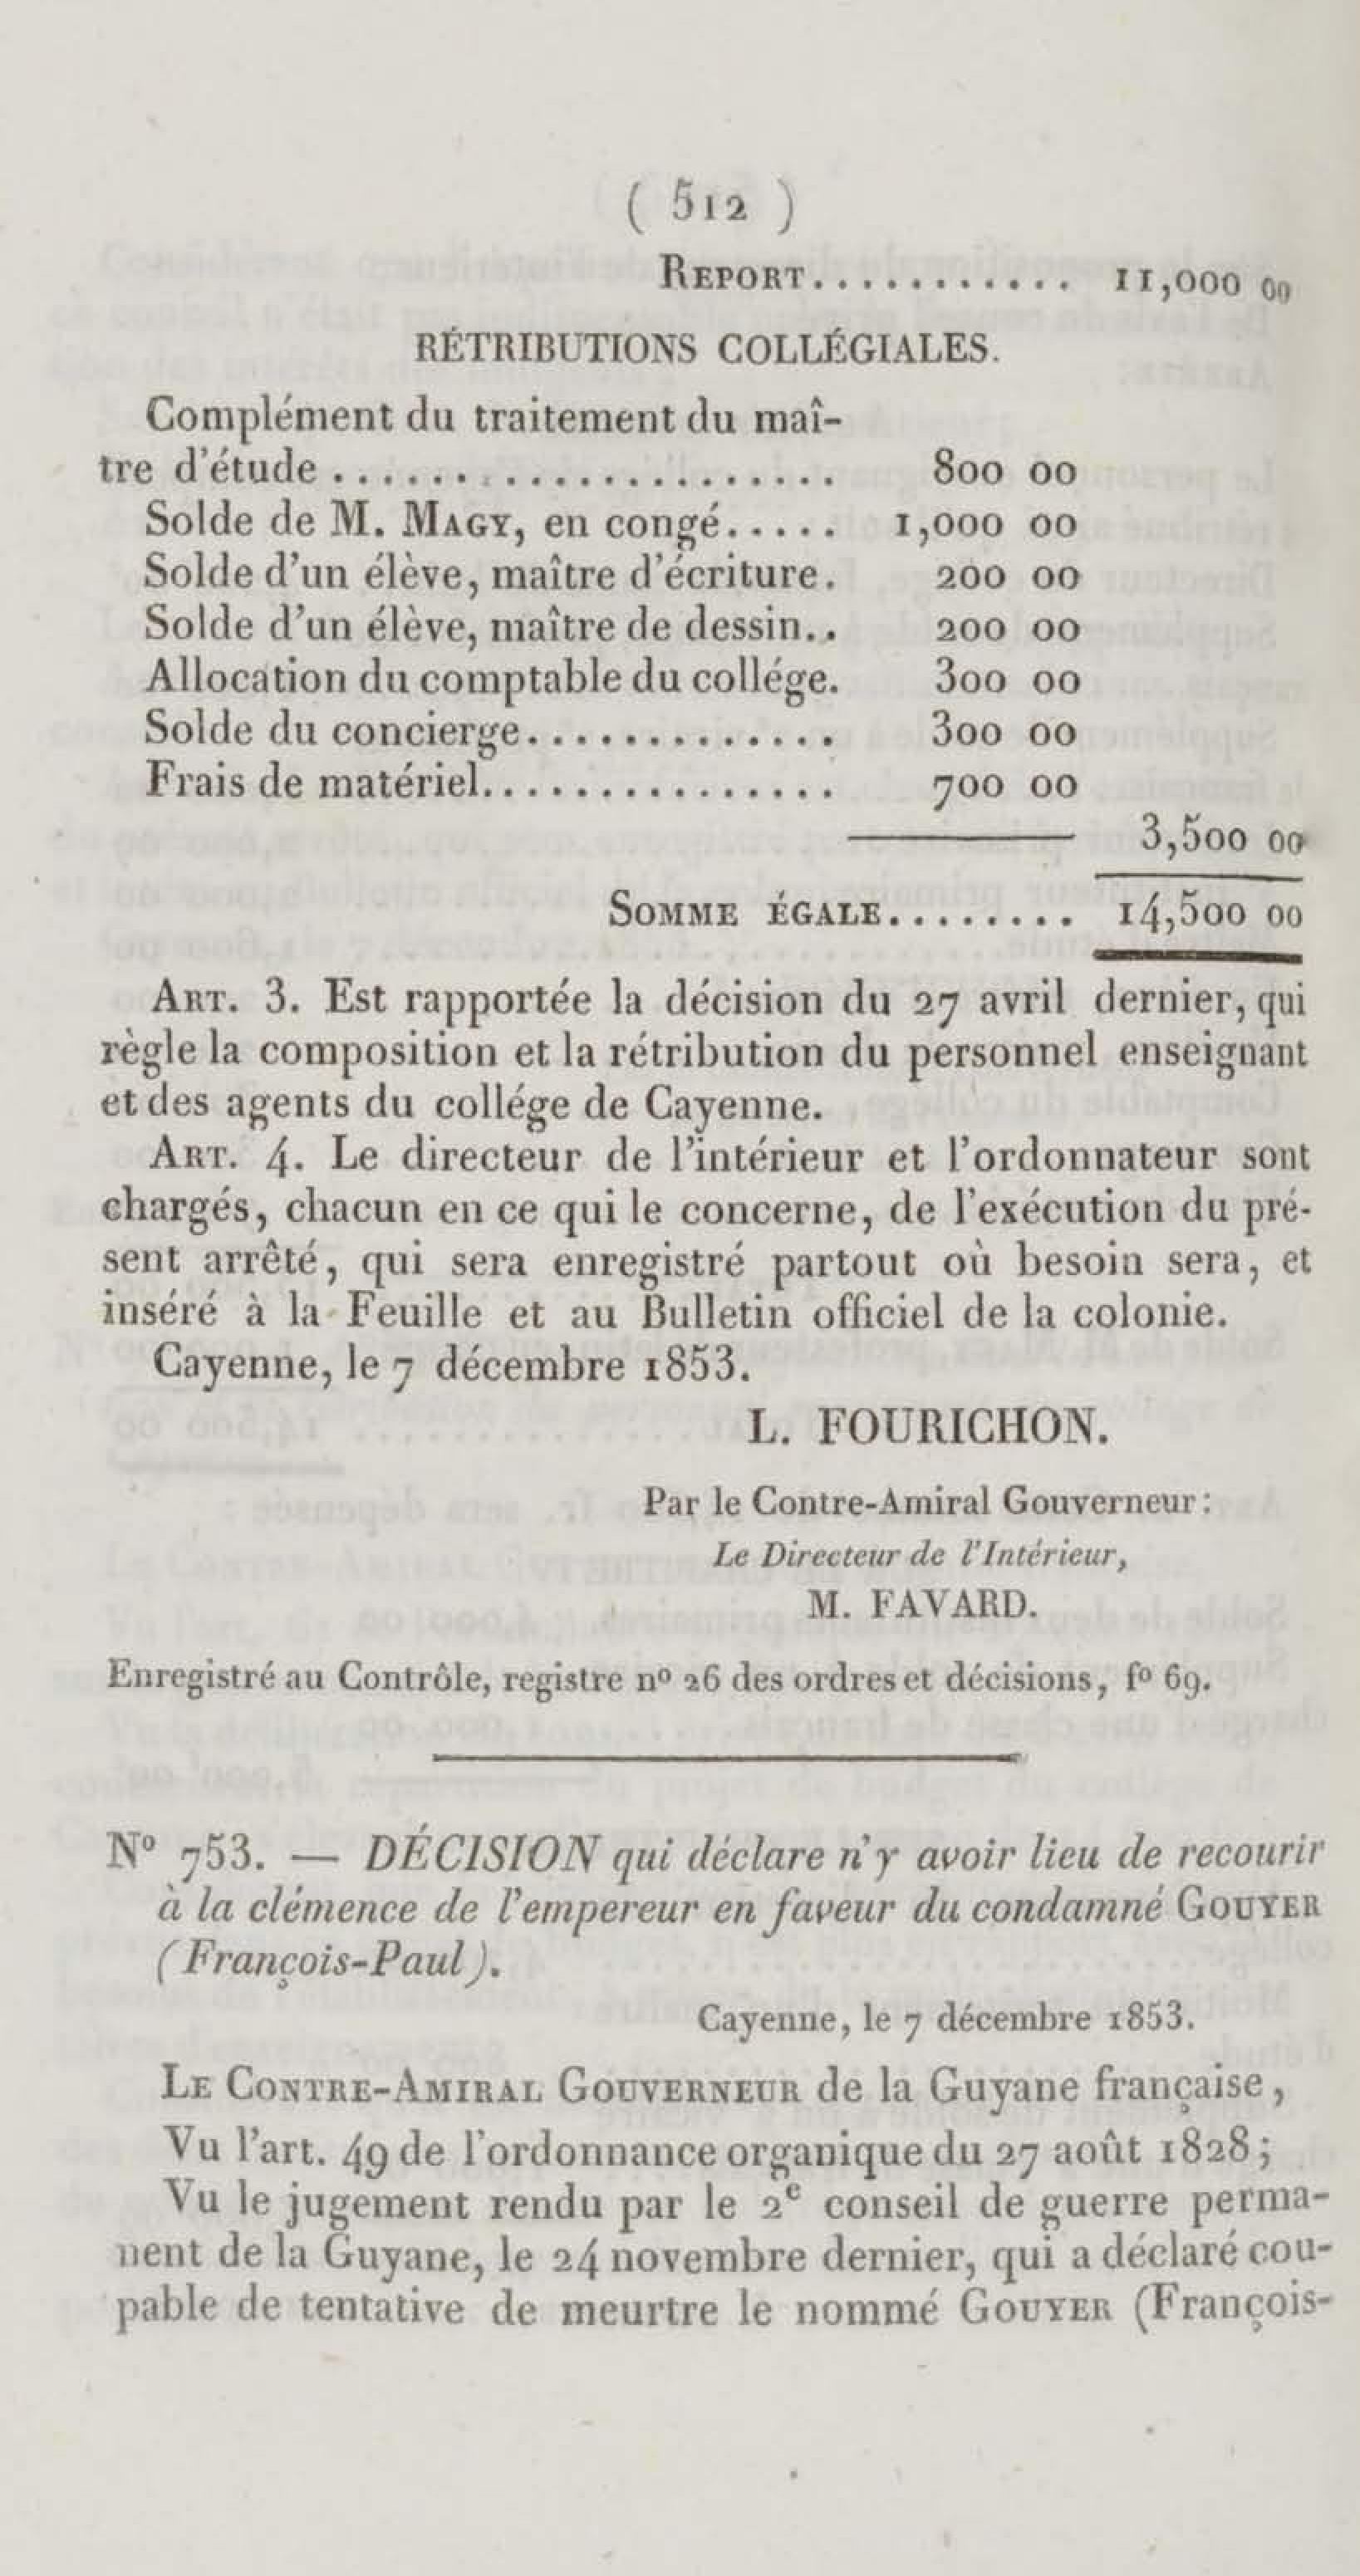 ( 512 )
REPORT............ 11,000 00
RÉTRIBUTIONS COLLÉGIALES.
Complément du traitement du maî-
tre d'étude..................... 800 00
Solde de M. MAGY, en congé..... 1,000 00
Solde d'un élève, maître d'écriture. 200 00
Solde d'un élève, maître de dessin.. 200 00
Allocation du comptable du collége. 300 00
Solde du concierge............. 300 00
Frais de matériel............... 700 00
3,500 00
SOMME ÉGALE........ 14,500 00
ART. 3. Est rapportée la décision du 27 avril dernier, qui
règle la composition et la rétribution du personnel enseignant
et des agents du collége de Cayenne.
ART. 4. Le directeur de l'intérieur et l'ordonnateur sont
chargés, chacun en ce qui le concerne, de l'exécution du pré-
sent arrêté, qui sera enregistré partout où besoin sera, et
inséré à la Feuille et au Bulletin officiel de la colonie.
Cayenne, le 7 décembre 1853.
L. FOURICHON.
Par le Contre-Amiral Gouverneur:
Le Directeur de l'Intérieur,
M. FAVARD.
Enregistré au Contrôle, registre nº 26 des ordres et décisions, fº 69.
Nº 753. — DÉCISION qui déclare n'y avoir lieu de recourir
à la clémence de l'empereur en faveur du condamné GOUYER
(François-Paul).
Cayenne, le 7 décembre 1853.
LE CONTRE-AMIRAL GOUVERNEUR de la Guyane française,
Vu l'art. 49 de l'ordonnance organique du 27 août 1828;
Vu le jugement rendu par le 2e conseil de guerre perma-
nent de la Guyane, le 24 novembre dernier, qui a déclaré cou-
pable de tentative de meurtre le nommé GOUYER (François-